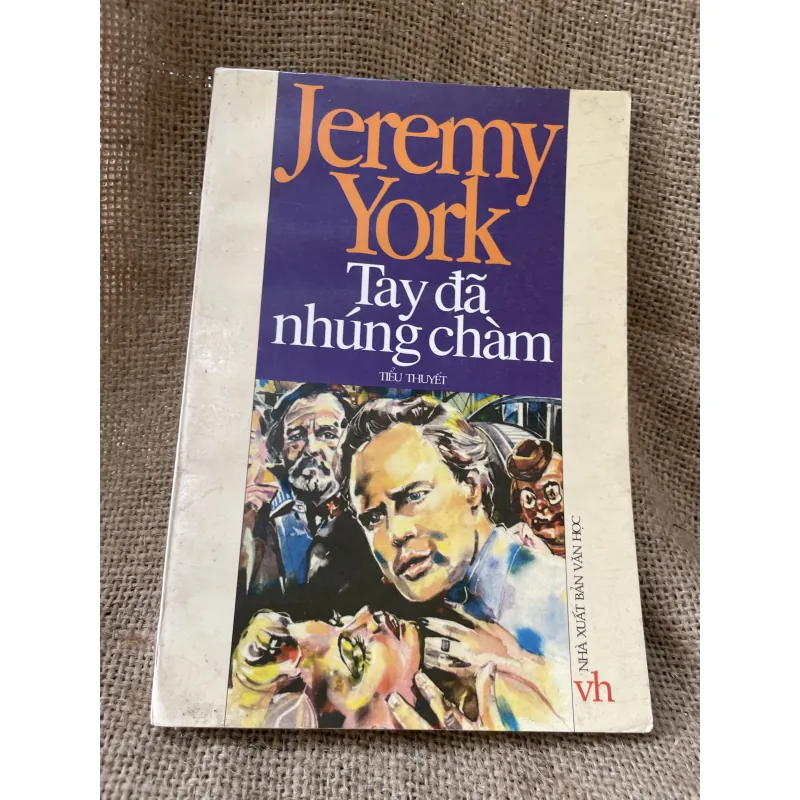 Jeremy
York
Tay đã
nhúng chàm
TIỂU THUYẾT
NHÀ XUẤT BẢN VĂN HỌC
vh